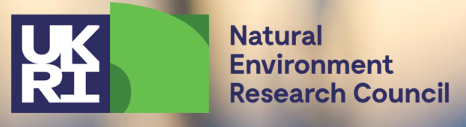 UK
RI
Natural
Environment
Research Council